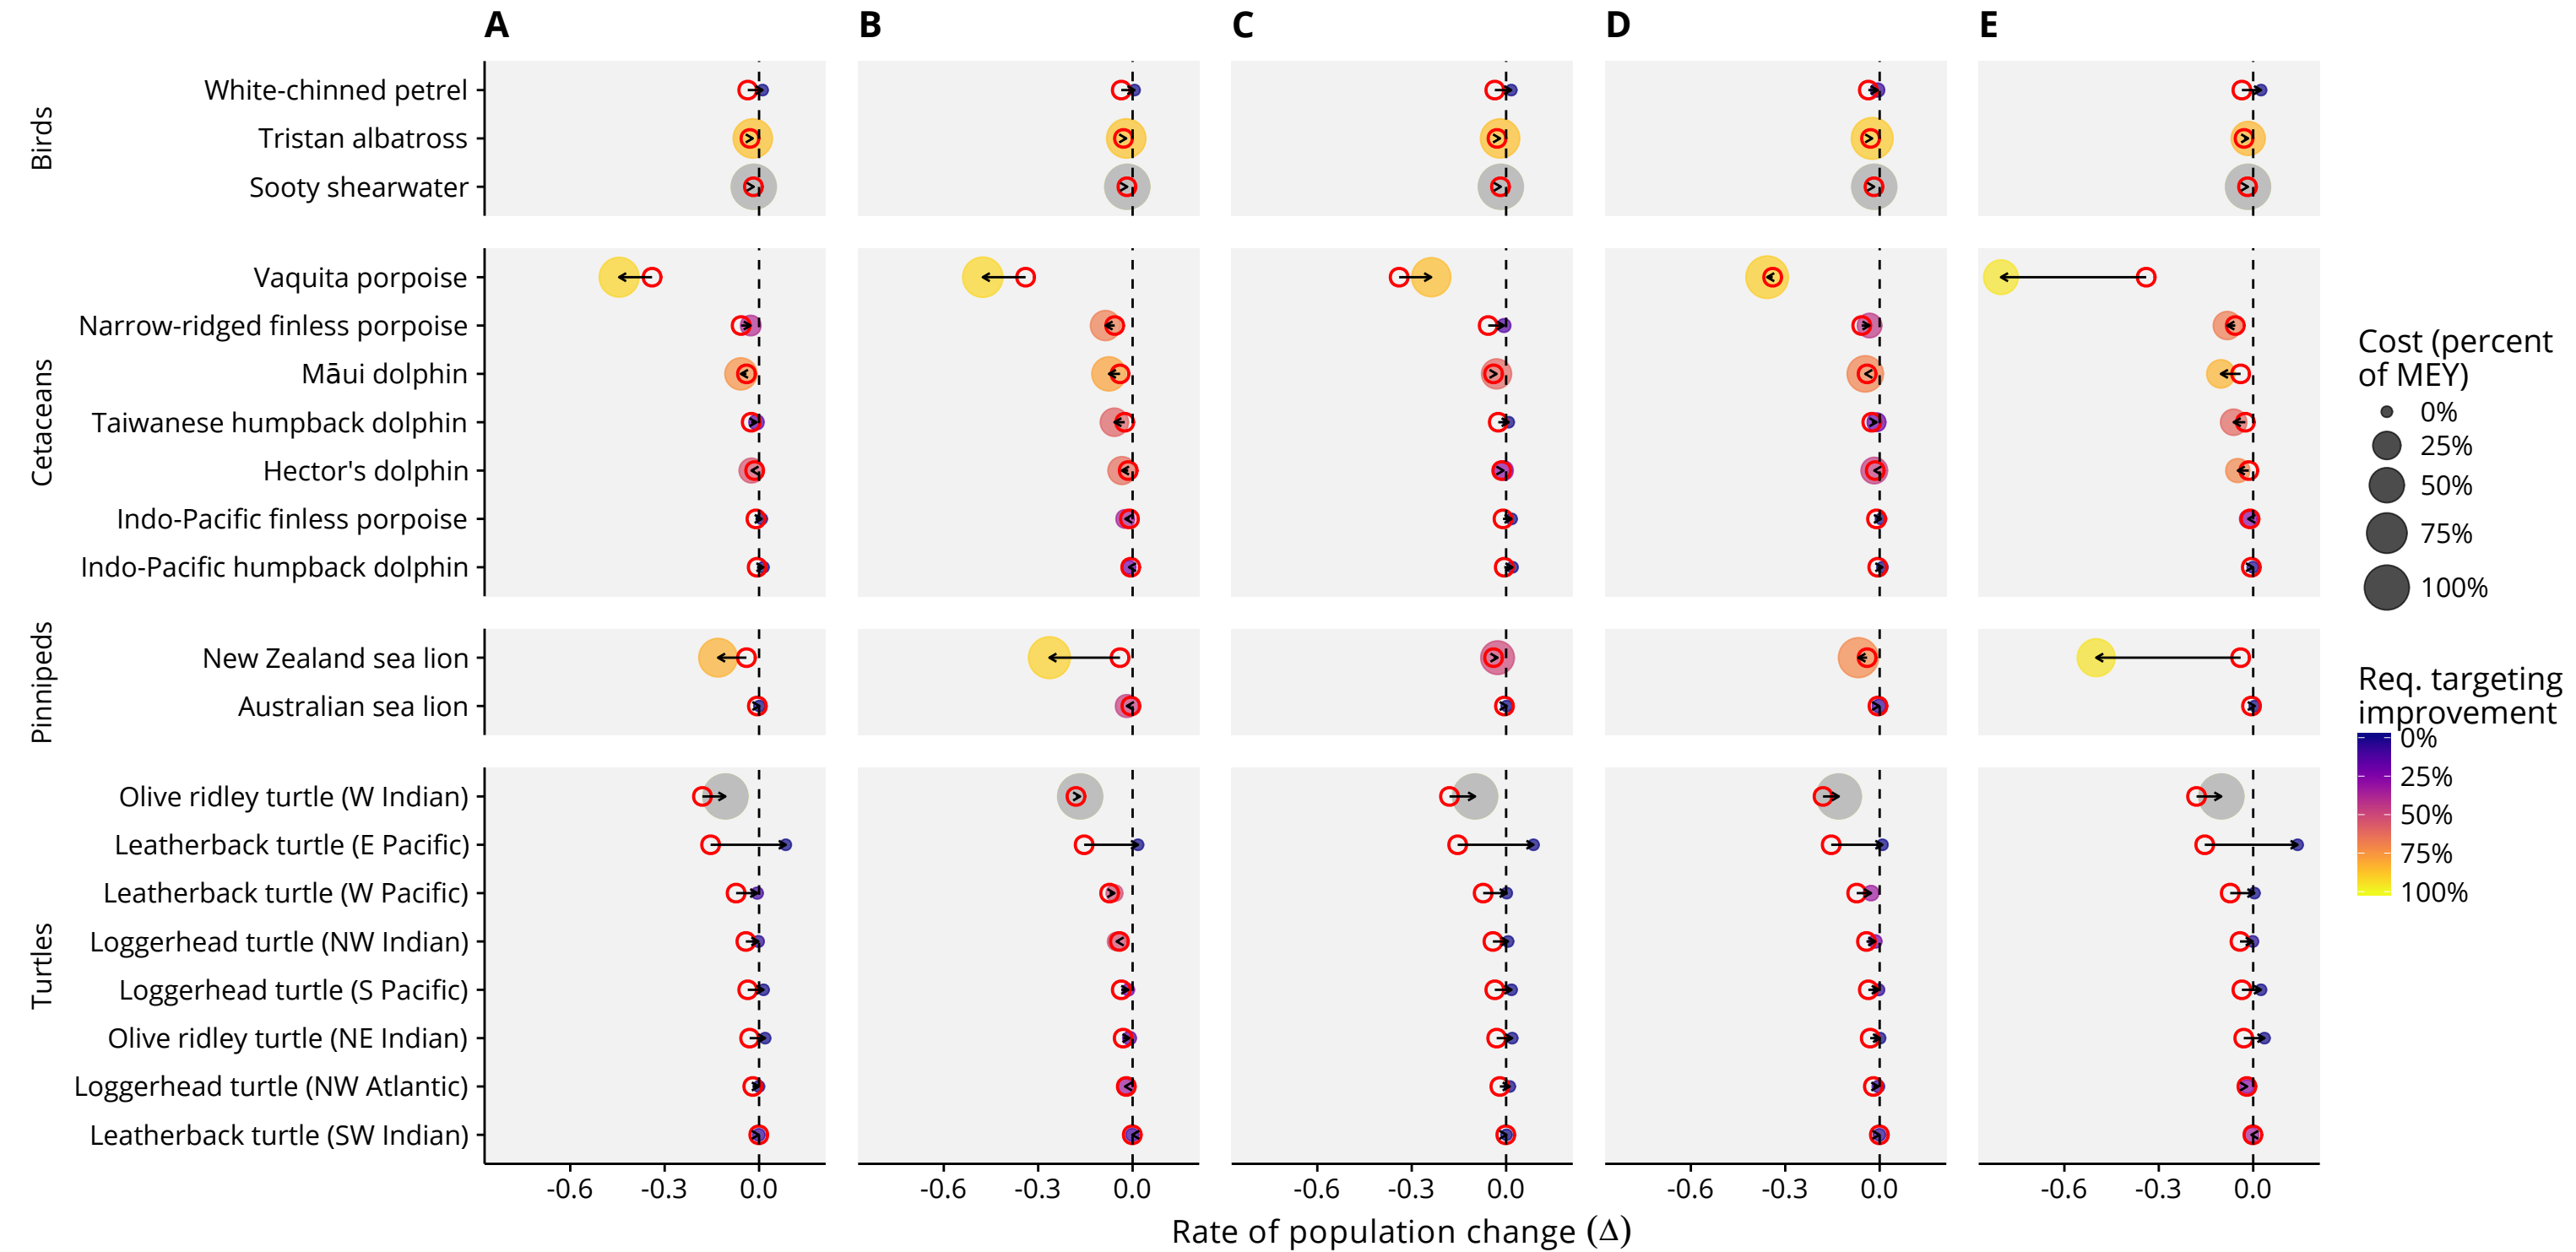 A B C D E
Birds
White-chinned petrel
Tristan albatross
Sooty shearwater
Cetaceans
Vaquita porpoise
Narrow-ridged finless porpoise
Māui dolphin
Taiwanese humpback dolphin
Hector's dolphin
Indo-Pacific finless porpoise
Indo-Pacific humpback dolphin
Pinnipeds
New Zealand sea lion
Australian sea lion
Turtles
Olive ridley turtle (W Indian)
Leatherback turtle (E Pacific)
Leatherback turtle (W Pacific)
Loggerhead turtle (NW Indian)
Loggerhead turtle (S Pacific)
Olive ridley turtle (NE Indian)
Loggerhead turtle (NW Atlantic)
Leatherback turtle (SW Indian)
-0.6 -0.3 0.0 -0.6 -0.3 0.0 -0.6 -0.3 0.0 -0.6 -0.3 0.0 -0.6 -0.3 0.0
Rate of population change (Δ)
Cost (percent
of MEY)
0%
25%
50%
75%
100%
Req. targeting
improvement
0%
25%
50%
75%
100%